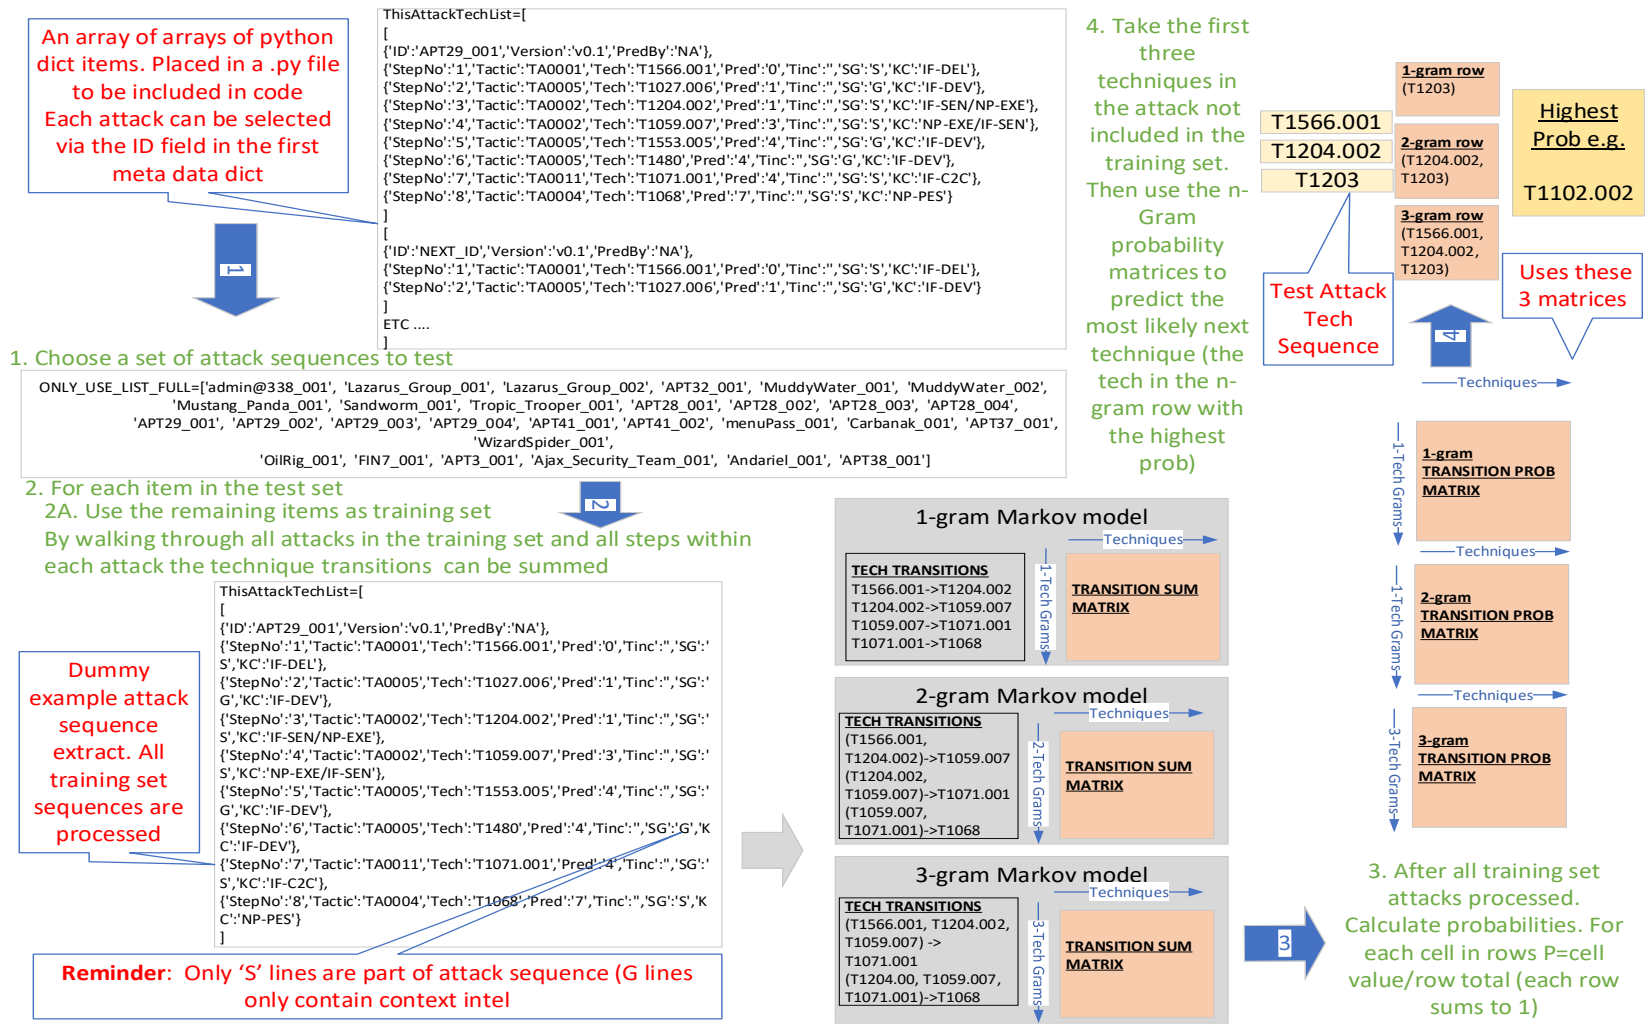 An array of arrays of python
dict items. Placed in a .py file
to be included in code
Each attack can be selected
via the ID field in the first
meta data dict
ThisAttackTechList=[
[
{'ID':'APT29_001','Version':'v0.1','PredBy':'NA'},
{'StepNo':'1','Tactic':'TA0001','Tech':'T1566.001','Pred':'0','Tinc':'','SG':'S','KC':'IF-DEL'},
{'StepNo':'2','Tactic':'TA0005','Tech':'T1027.006','Pred':'1','Tinc':'','SG':'G','KC':'IF-DEV'},
{'StepNo':'3','Tactic':'TA0002','Tech':'T1204.002','Pred':'1','Tinc':'','SG':'S','KC':'IF-SEN/NP-EXE'},
{'StepNo':'4','Tactic':'TA0002','Tech':'T1059.007','Pred':'3','Tinc':'','SG':'S','KC':'NP-EXE/IF-SEN'},
{'StepNo':'5','Tactic':'TA0005','Tech':'T1553.005','Pred':'4','Tinc':'','SG':'G','KC':'IF-DEV'},
{'StepNo':'6','Tactic':'TA0005','Tech':'T1480','Pred':'4','Tinc':'','SG':'G','KC':'IF-DEV'},
{'StepNo':'7','Tactic':'TA0011','Tech':'T1071.001','Pred':'4','Tinc':'','SG':'S','KC':'IF-C2C'},
{'StepNo':'8','Tactic':'TA0004','Tech':'T1068','Pred':'7','Tinc':'','SG':'S','KC':'NP-PES'}
]
[
{'ID':'NEXT_ID','Version':'v0.1','PredBy':'NA'},
{'StepNo':'1','Tactic':'TA0001','Tech':'T1566.001','Pred':'0','Tinc':'','SG':'S','KC':'IF-DEL'},
{'StepNo':'2','Tactic':'TA0005','Tech':'T1027.006','Pred':'1','Tinc':'','SG':'G','KC':'IF-DEV'}
]
ETC ....
]
1
1. Choose a set of attack sequences to test
ONLY_USE_LIST_FULL=['admin@338_001', 'Lazarus_Group_001', 'Lazarus_Group_002', 'APT32_001', 'MuddyWater_001', 'MuddyWater_002',
'Mustang_Panda_001', 'Sandworm_001', 'Tropic_Trooper_001', 'APT28_001', 'APT28_002', 'APT28_003', 'APT28_004',
'APT29_001', 'APT29_002', 'APT29_003', 'APT29_004', 'APT41_001', 'APT41_002', 'menuPass_001', 'Carbanak_001', 'APT37_001',
'WizardSpider_001',
'OilRig_001', 'FIN7_001', 'APT3_001', 'Ajax_Security_Team_001', 'Andariel_001', 'APT38_001']
2. For each item in the test set
2A. Use the remaining items as training set
By walking through all attacks in the training set and all steps within
each attack the technique transitions can be summed
2
ThisAttackTechList=[
[
{'ID':'APT29_001','Version':'v0.1','PredBy':'NA'},
{'StepNo':'1','Tactic':'TA0001','Tech':'T1566.001','Pred':'0','Tinc':'','SG':'
S','KC':'IF-DEL'},
{'StepNo':'2','Tactic':'TA0005','Tech':'T1027.006','Pred':'1','Tinc':'','SG':'
G','KC':'IF-DEV'},
{'StepNo':'3','Tactic':'TA0002','Tech':'T1204.002','Pred':'1','Tinc':'','SG':'
S','KC':'IF-SEN/NP-EXE'},
{'StepNo':'4','Tactic':'TA0002','Tech':'T1059.007','Pred':'3','Tinc':'','SG':'
S','KC':'NP-EXE/IF-SEN'},
{'StepNo':'5','Tactic':'TA0005','Tech':'T1553.005','Pred':'4','Tinc':'','SG':'
G','KC':'IF-DEV'},
{'StepNo':'6','Tactic':'TA0005','Tech':'T1480','Pred':'4','Tinc':'','SG':'G','K
C':'IF-DEV'},
{'StepNo':'7','Tactic':'TA0011','Tech':'T1071.001','Pred':'4','Tinc':'','SG':'
S','KC':'IF-C2C'},
{'StepNo':'8','Tactic':'TA0004','Tech':'T1068','Pred':'7','Tinc':'','SG':'S','K
C':'NP-PES'}
]
Dummy
example attack
sequence
extract. All
training set
sequences are
processed
Reminder: Only ‘S’ lines are part of attack sequence (G lines
only contain context intel
1-gram Markov model
Techniques
TECH TRANSITIONS
T1566.001->T1204.002
T1204.002->T1059.007
T1059.007->T1071.001
T1071.001->T1068
1-Tech Grams
TRANSITION SUM
MATRIX
2-gram Markov model
Techniques
TECH TRANSITIONS
(T1566.001,
T1204.002)->T1059.007
(T1204.002,
T1059.007)->T1071.001
(T1059.007,
T1071.001)->T1068
2-Tech Grams
TRANSITION SUM
MATRIX
3-gram Markov model
Techniques
TECH TRANSITIONS
(T1566.001, T1204.002,
T1059.007) ->
T1071.001
(T1204.00, T1059.007,
T1071.001)->T1068
3-Tech Grams
TRANSITION SUM
MATRIX
3
3. After all training set
attacks processed.
Calculate probabilities. For
each cell in rows P=cell
value/row total (each row
sums to 1)
Techniques
1-Tech Grams
1-gram
TRANSITION PROB
MATRIX
Techniques
1-Tech Grams
2-gram
TRANSITION PROB
MATRIX
Techniques
3-Tech Grams
3-gram
TRANSITION PROB
MATRIX
4
Uses these
3 matrices
4. Take the first
three
techniques in
the attack not
included in the
training set.
Then use the n-
Gram
probability
matrices to
predict the
most likely next
technique (the
tech in the n-
gram row with
the highest
prob)
T1566.001
T1204.002
T1203
Test Attack
Tech
Sequence
1-gram row
(T1203)
2-gram row
(T1204.002,
T1203)
3-gram row
(T1566.001,
T1204.002,
T1203)
Highest
Prob e.g.
T1102.002